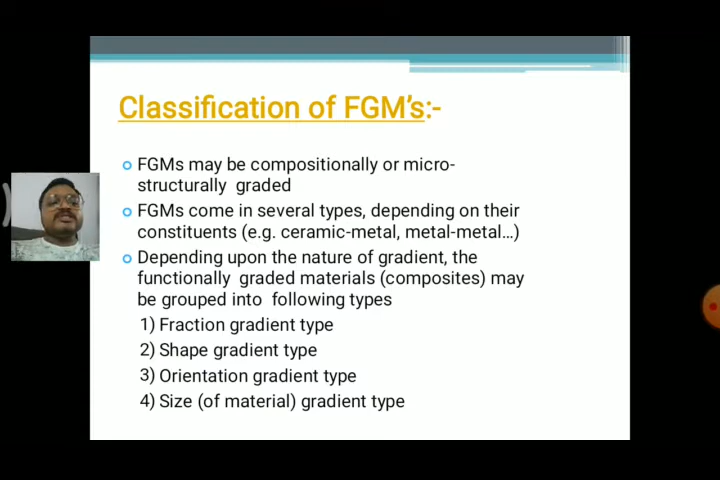 Classification of FGM's:-
FGMs may be compositionally or micro-
structurally graded
FGMs come in several types, depending on their
constituents (e.g. ceramic-metal, metal-metal...)
Depending upon the nature of gradient, the
functionally graded materials (composites) may
be grouped into following types
1) Fraction gradient type
2) Shape gradient type
3) Orientation gradient type
4) Size (of material) gradient type